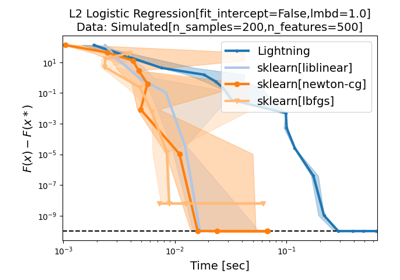 L2 Logistic Regression[fit_intercept=False,lmbd=1.0]
Data: Simulated[n_samples=200,n_features=500]
Lightning
sklearn[liblinear]
sklearn[newton-cg]
sklearn[lbfgs]
F(x) − F(x*)
10¹
10⁻¹
10⁻³
10⁻⁵
10⁻⁷
10⁻⁹
10⁻³
10⁻²
10⁻¹
Time [sec]